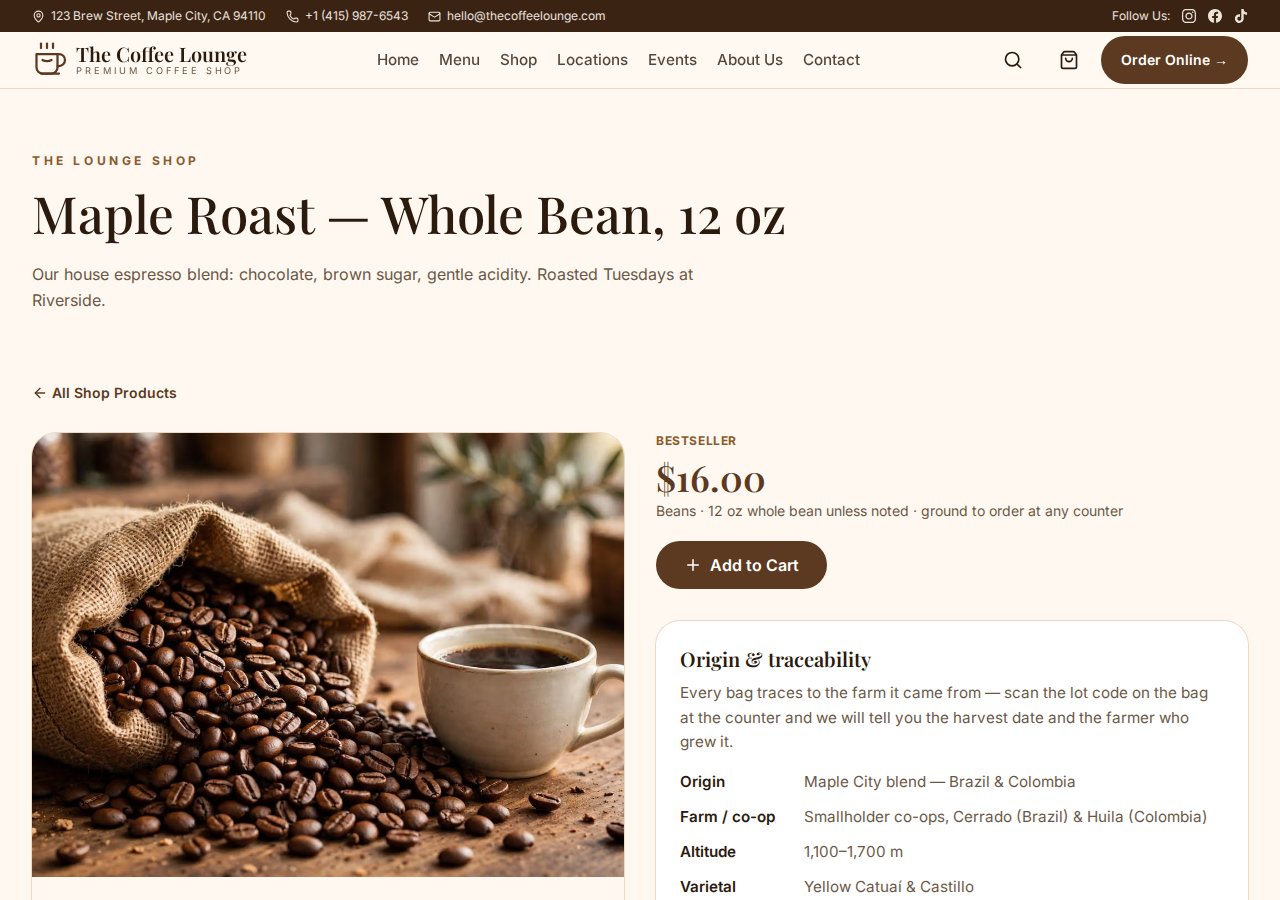 123 Brew Street, Maple City, CA 94110
+1 (415) 987-6543
hello@thecoffeelounge.com
Follow Us:
The Coffee Lounge
PREMIUM COFFEE SHOP
Home
Menu
Shop
Locations
Events
About Us
Contact
Order Online →
THE LOUNGE SHOP
Maple Roast — Whole Bean, 12 oz
Our house espresso blend: chocolate, brown sugar, gentle acidity. Roasted Tuesdays at
Riverside.
← All Shop Products
BESTSELLER
$16.00
Beans · 12 oz whole bean unless noted · ground to order at any counter
+ Add to Cart
Origin & traceability
Every bag traces to the farm it came from — scan the lot code on the bag
at the counter and we will tell you the harvest date and the farmer who
grew it.
Origin Maple City blend — Brazil & Colombia
Farm / co-op Smallholder co-ops, Cerrado (Brazil) & Huila (Colombia)
Altitude 1,100–1,700 m
Varietal Yellow Catuaí & Castillo